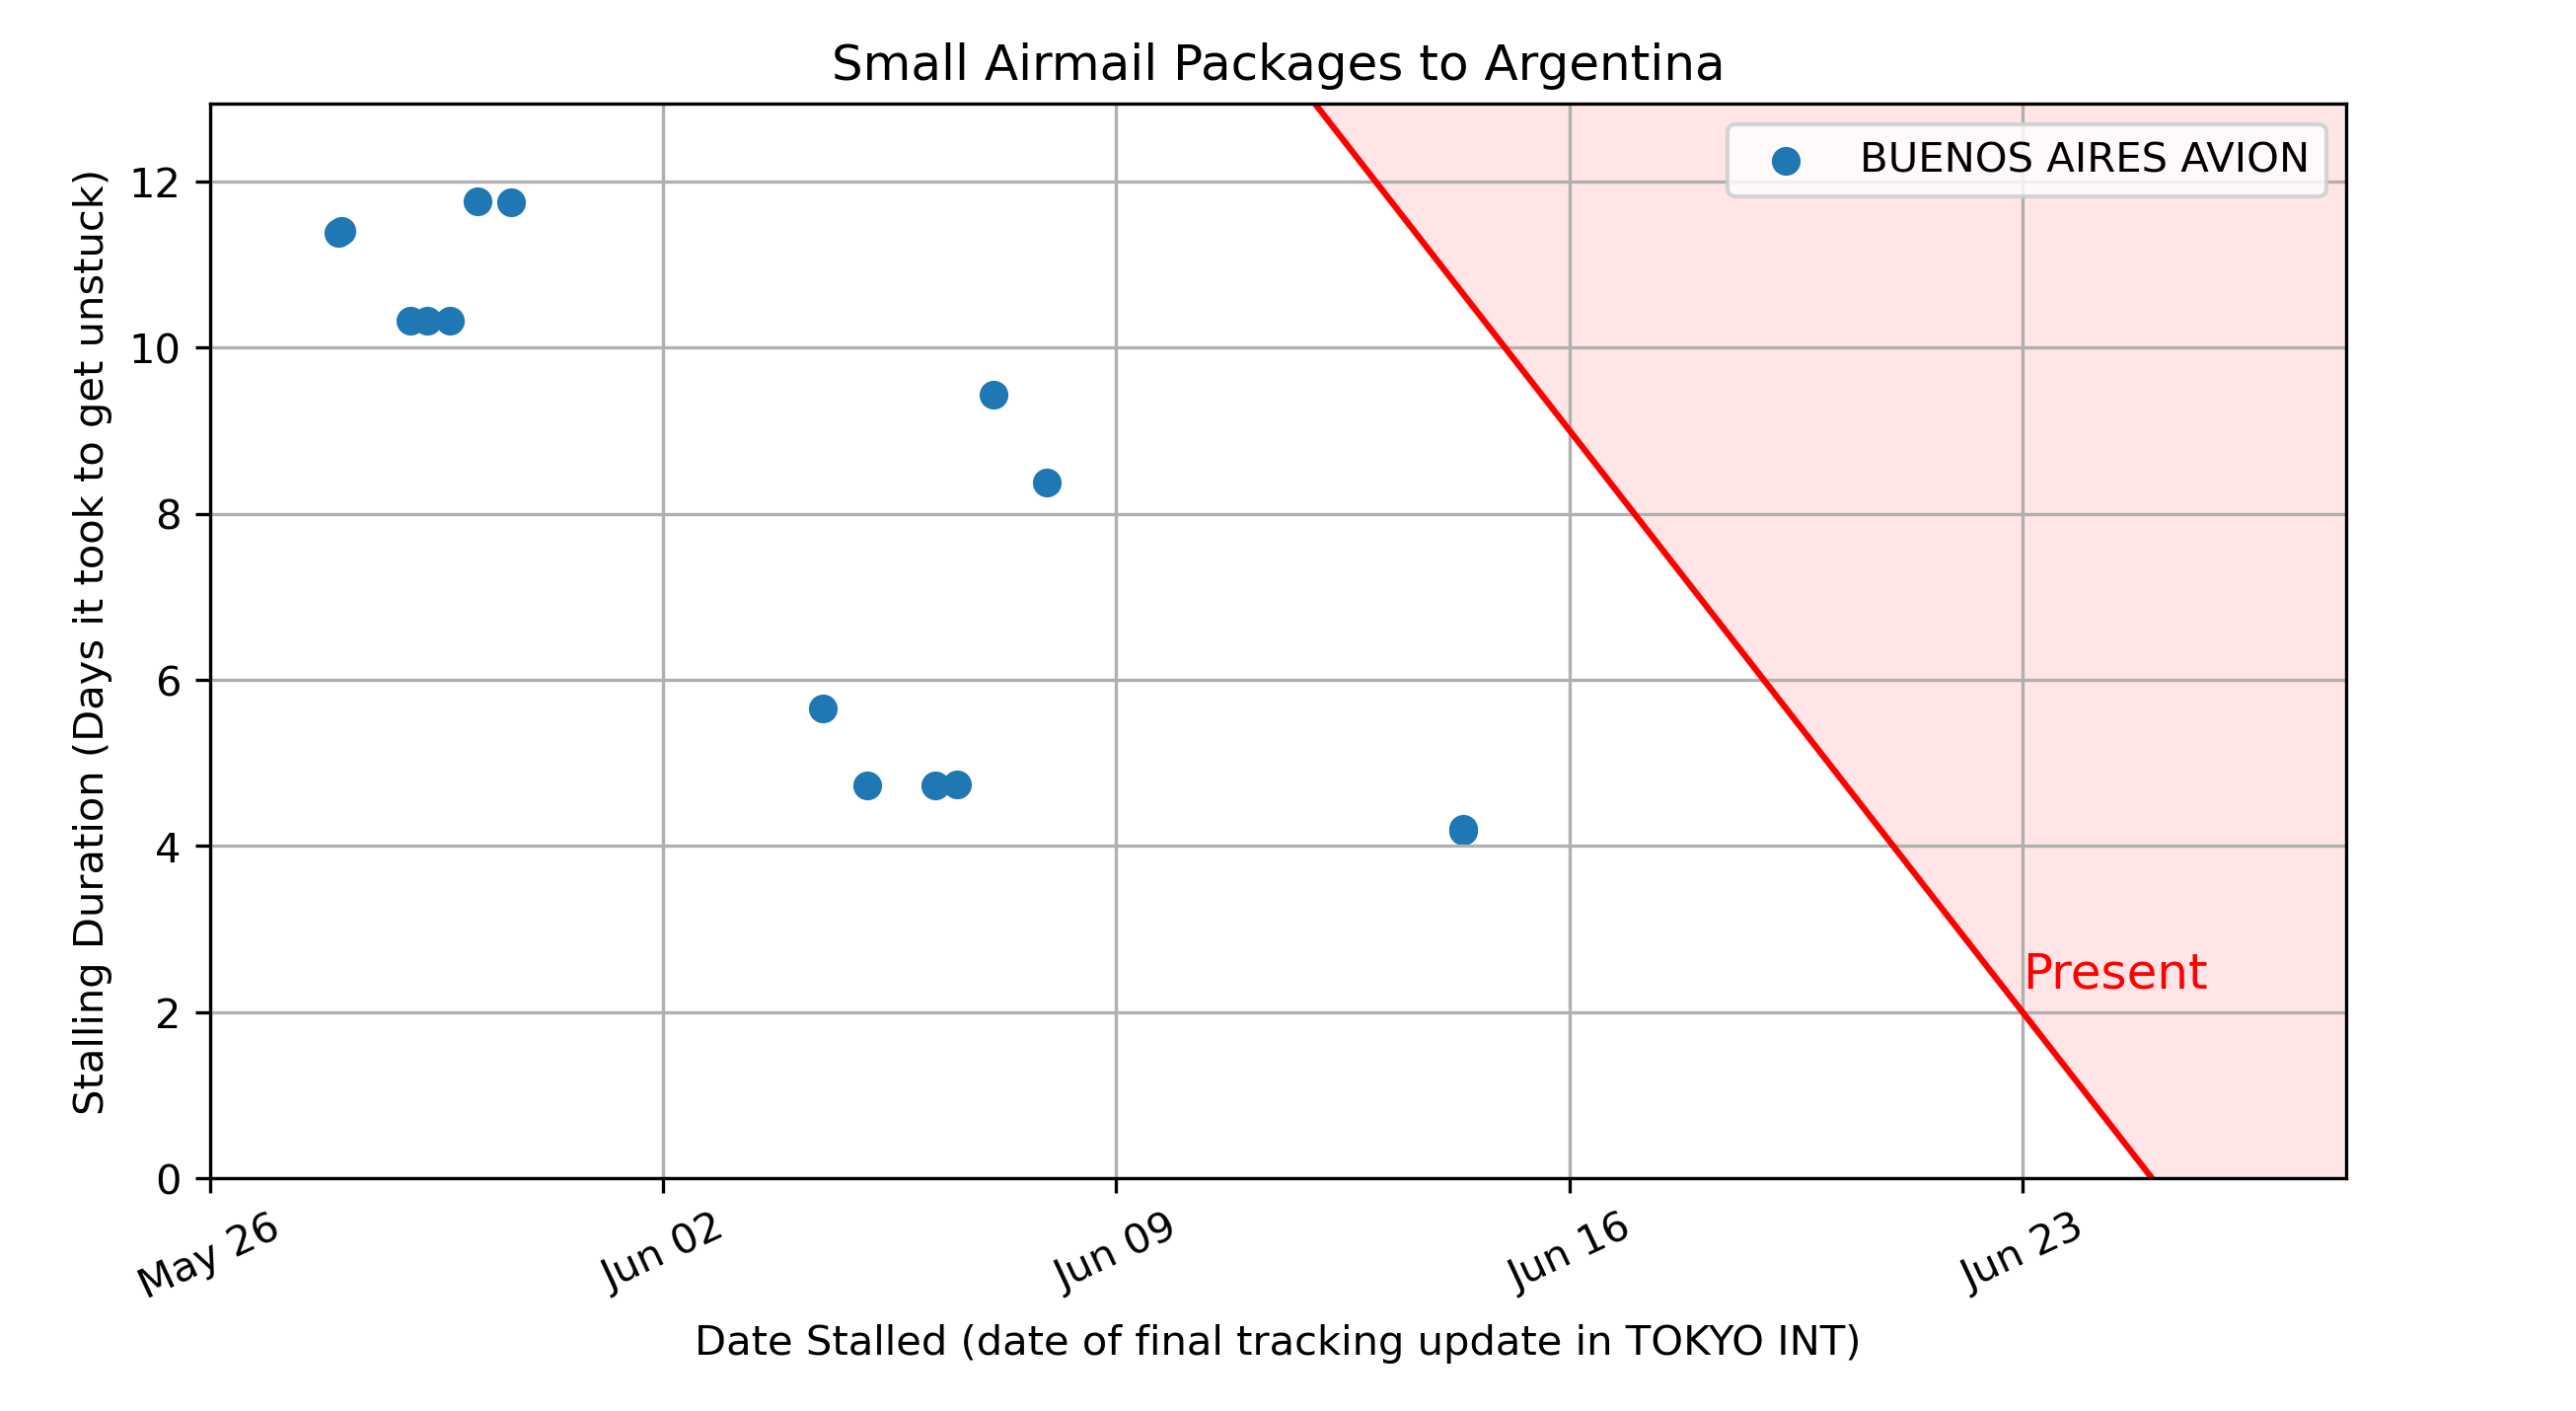 Small Airmail Packages to Argentina
BUENOS AIRES AVION
Stalling Duration (Days it took to get unstuck)
12
10
8
6
4
2
0
Present
May 26
Jun 02
Jun 09
Jun 16
Jun 23
Date Stalled (date of final tracking update in TOKYO INT)